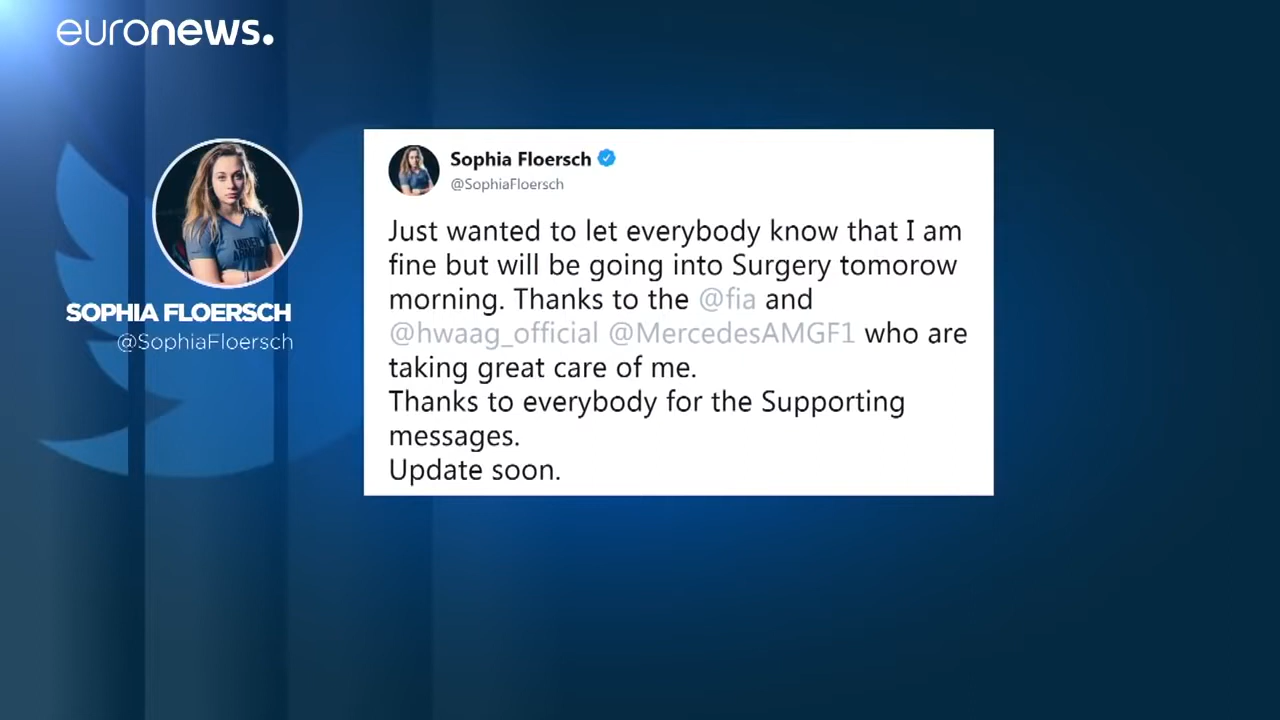 euronews.
SOPHIA FLOERSCH
@SophiaFloersch
Sophia Floersch
@SophiaFloersch
Just wanted to let everybody know that I am
fine but will be going into Surgery tomorow
morning. Thanks to the @fia and
@hwaag_official @MercedesAMGF1 who are
taking great care of me.
Thanks to everybody for the Supporting
messages.
Update soon.
UNDER
ARMOUR